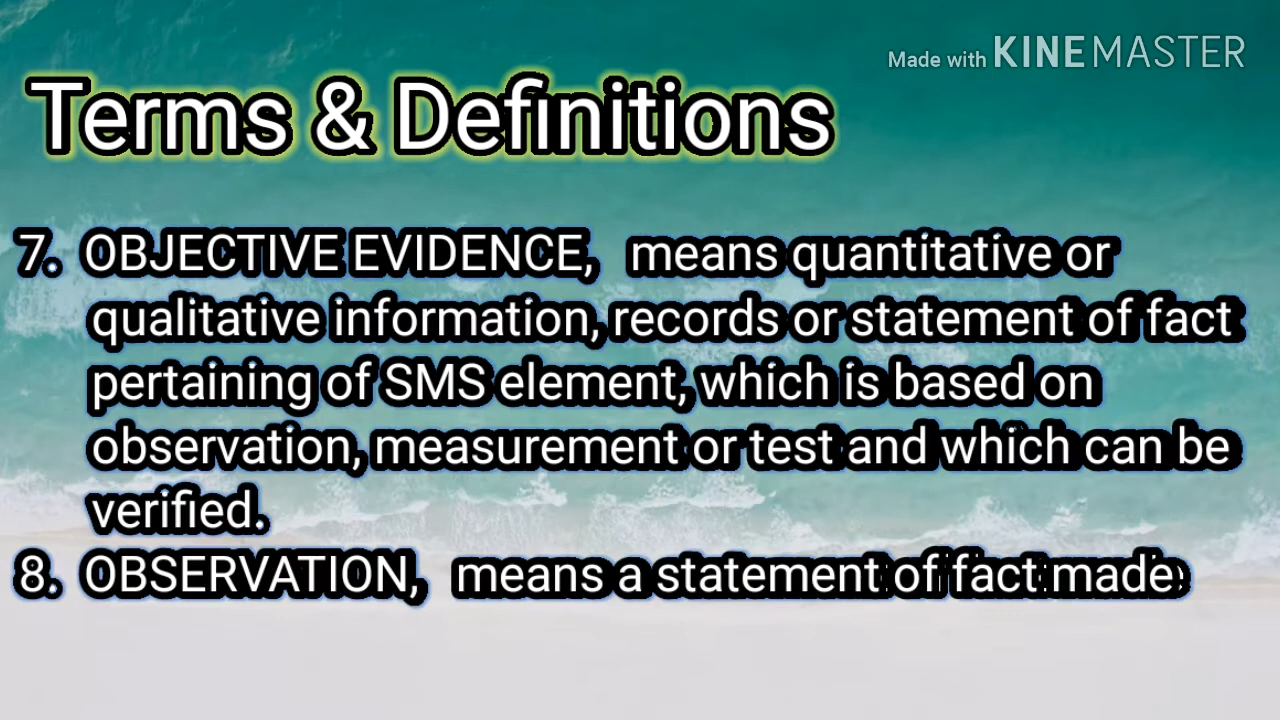 Made with KINEMASTER
Terms & Definitions
7. OBJECTIVE EVIDENCE, means quantitative or
qualitative information, records or statement of fact
pertaining of SMS element, which is based on
observation, measurement or test and which can be
verified.
8. OBSERVATION, means a statement of fact made